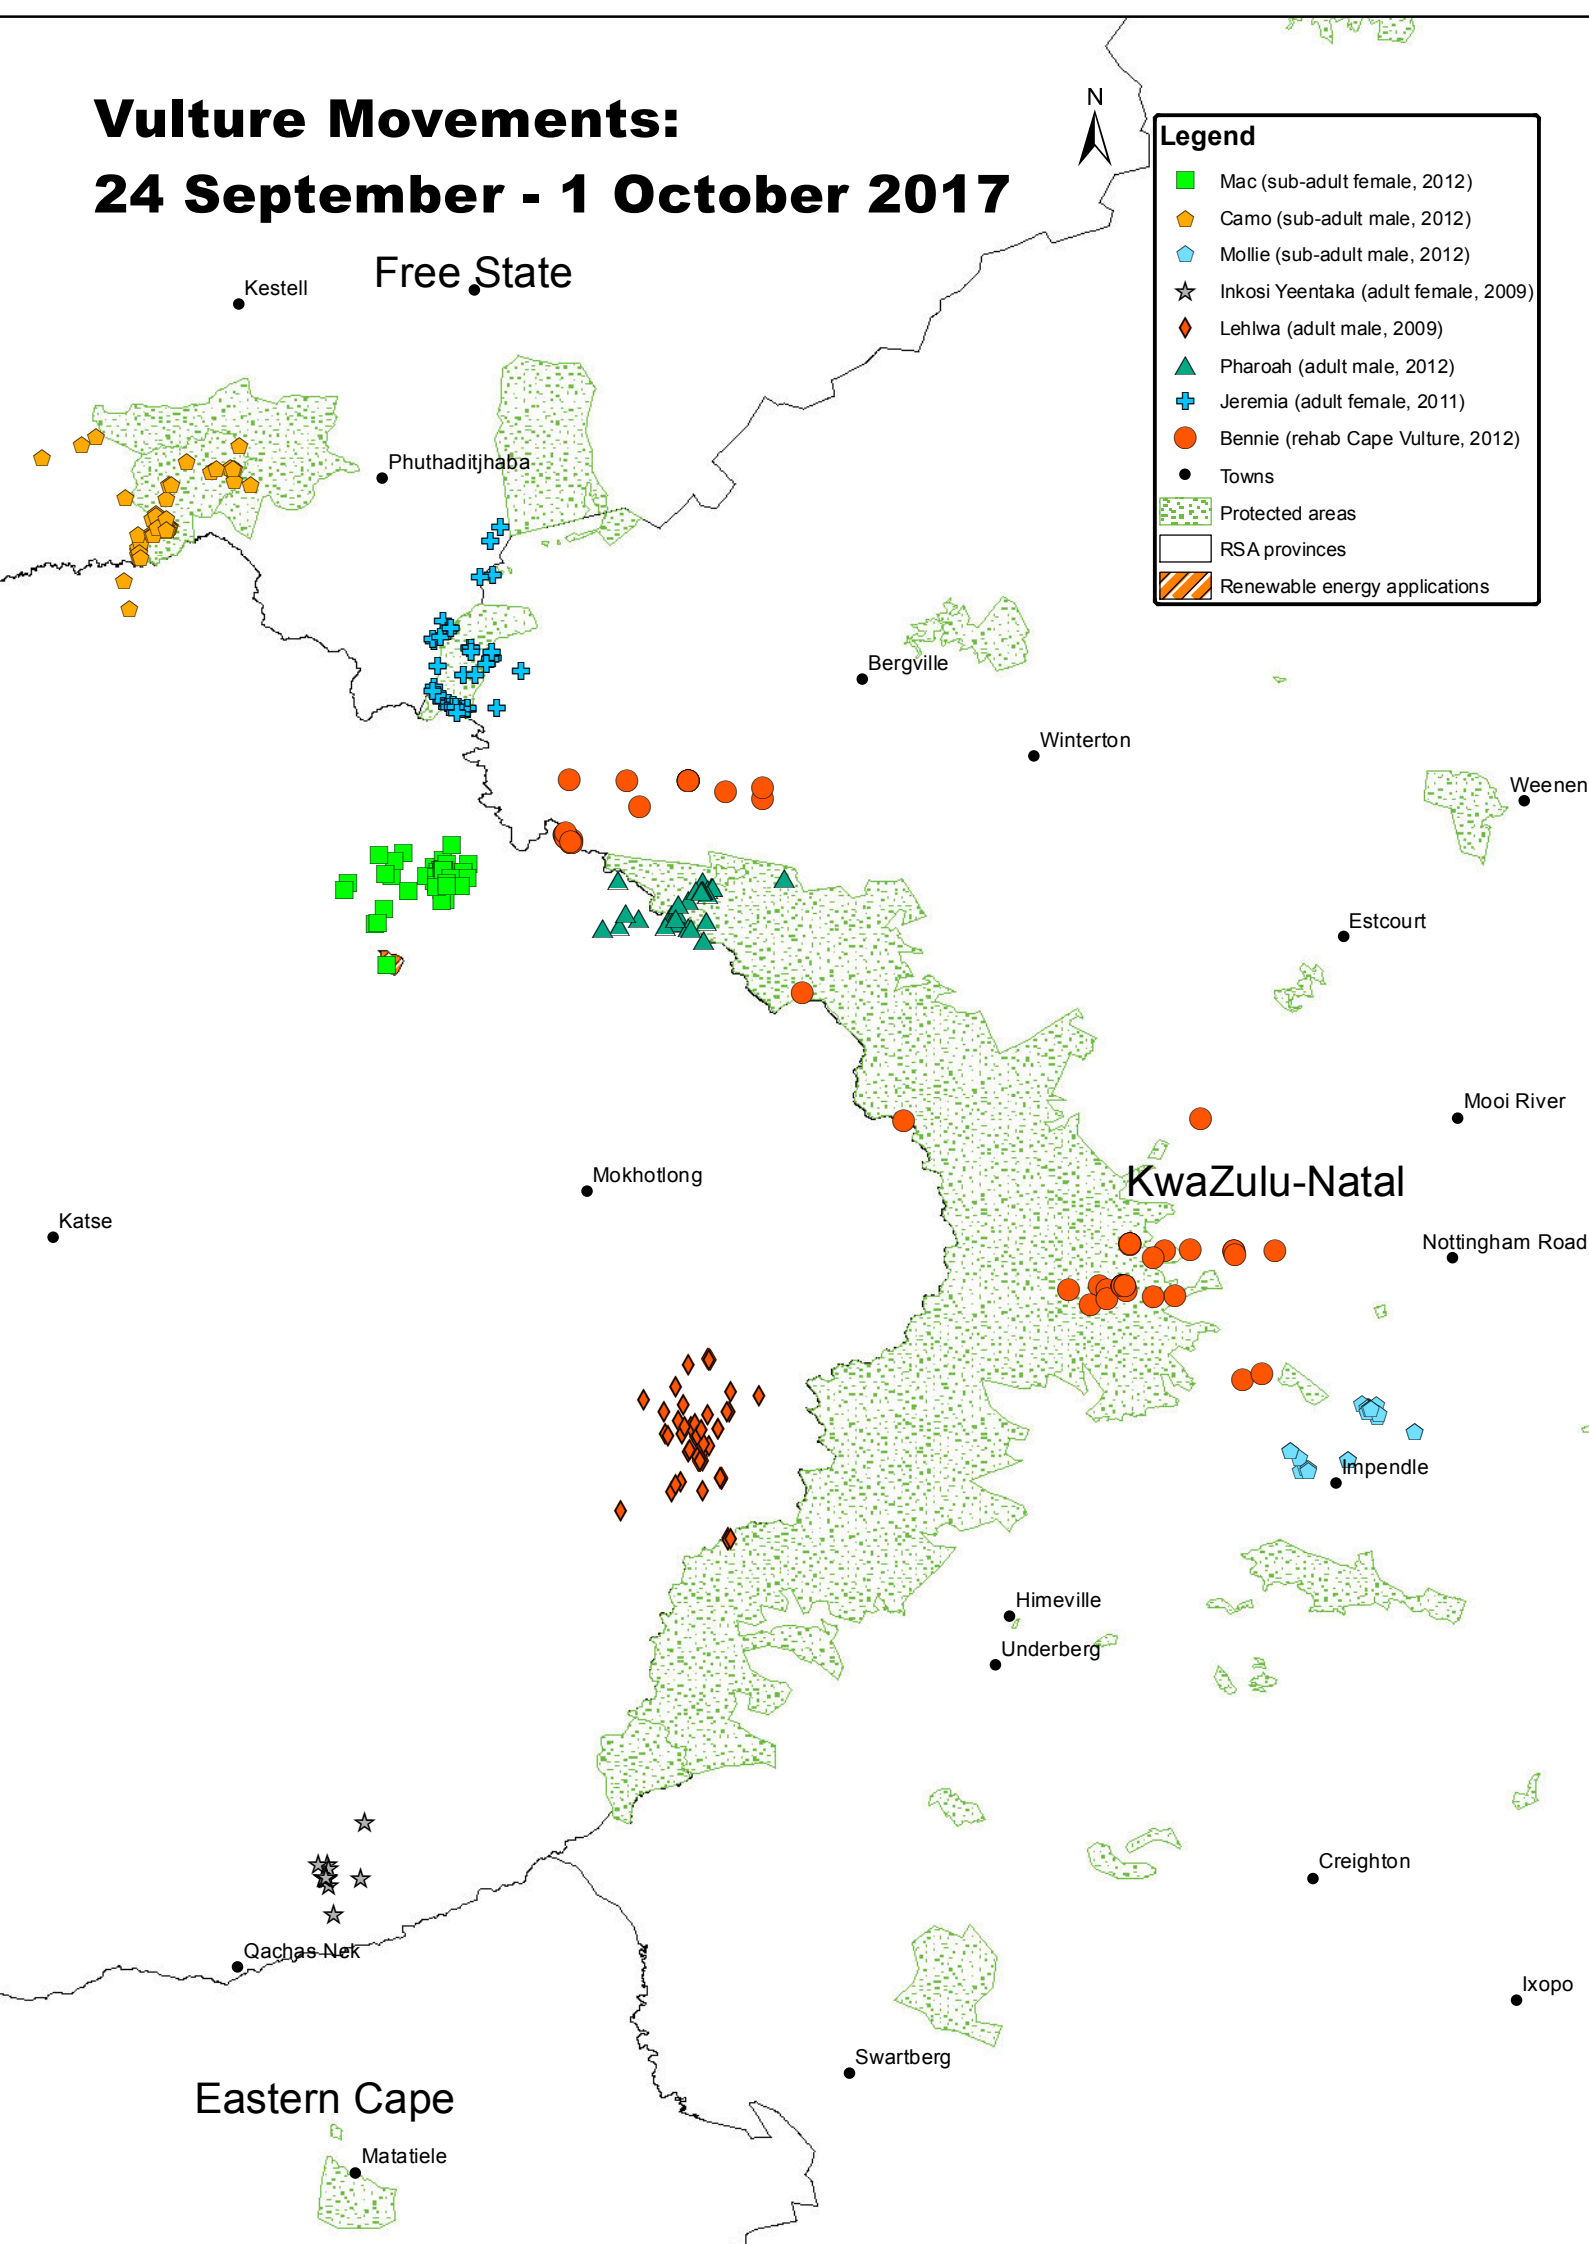 Vulture Movements:
24 September - 1 October 2017
N
Legend
Mac (sub-adult female, 2012)
Camo (sub-adult male, 2012)
Mollie (sub-adult male, 2012)
Inkosi Yeentaka (adult female, 2009)
Lehlwa (adult male, 2009)
Pharoah (adult male, 2012)
Jeremia (adult female, 2011)
Bennie (rehab Cape Vulture, 2012)
Towns
Protected areas
RSA provinces
Renewable energy applications
Free State
Kestell
Phuthaditjhaba
Bergville
Winterton
Weenen
Estcourt
Mooi River
Mokhotlong
KwaZulu-Natal
Katse
Nottingham Road
Impendle
Himeville
Underberg
Creighton
Qachas Nek
Ixopo
Swartberg
Eastern Cape
Matatiele